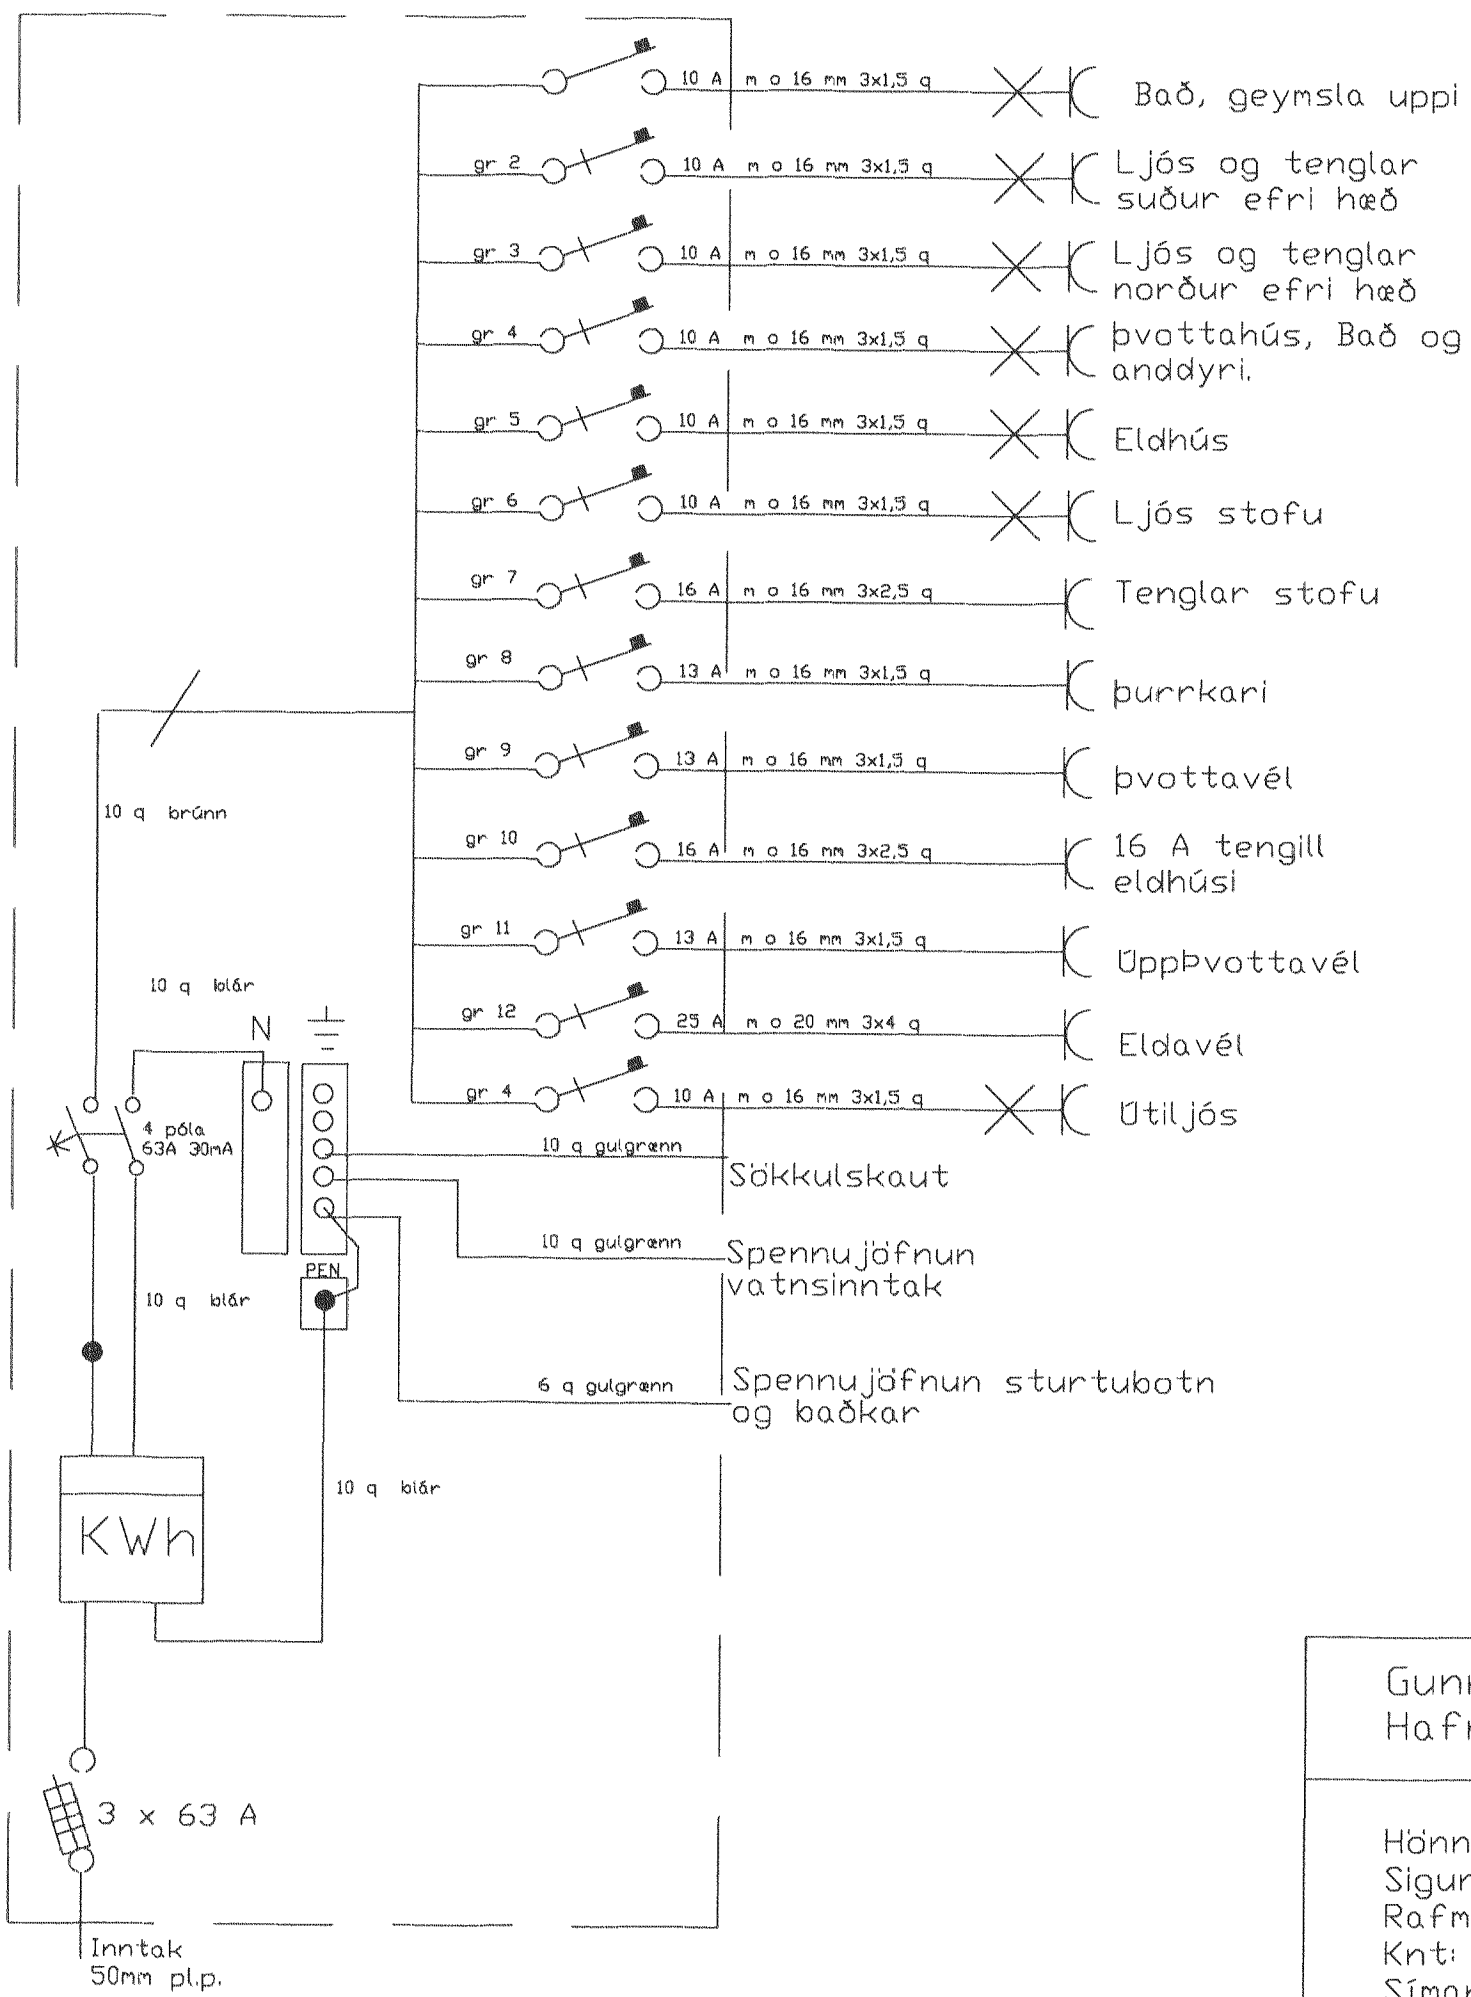 10 A m o 16 mm 3x1,5 q
Bað, geymsla uppi
gr 2 10 A m o 16 mm 3x1,5 q
Ljós og tenglar
suður efri hæð
gr 3 10 A m o 16 mm 3x1,5 q
Ljós og tenglar
norður efri hæð
gr 4 10 A m o 16 mm 3x1,5 q
þvottahús, Bað og
anddyri.
gr 5 10 A m o 16 mm 3x1,5 q
Eldhús
gr 6 10 A m o 16 mm 3x1,5 q
Ljós stofu
gr 7 16 A m o 16 mm 3x2,5 q
Tenglar stofu
gr 8 13 A m o 16 mm 3x1,5 q
þurrkari
gr 9 13 A m o 16 mm 3x1,5 q
þvottavél
gr 10 16 A m o 16 mm 3x2,5 q
16 A tengill
eldhúsi
gr 11 13 A m o 16 mm 3x1,5 q
ÚppÞvottavél
gr 12 25 A m o 20 mm 3x4 q
Eldavél
gr 4 10 A m o 16 mm 3x1,5 q
Útiljós
10 q brúnn
10 q blár
N
4 póla
63A 30mA
10 q gulgrænn
Sökkulskaut
10 q gulgrænn
Spennujöfnun
vatnsinntak
PEN
10 q blár
6 q gulgrænn
Spennujöfnun sturtubotn
og baðkar
10 q blár
KWh
3 x 63 A
Inntak
50mm pl.p.
Knt: